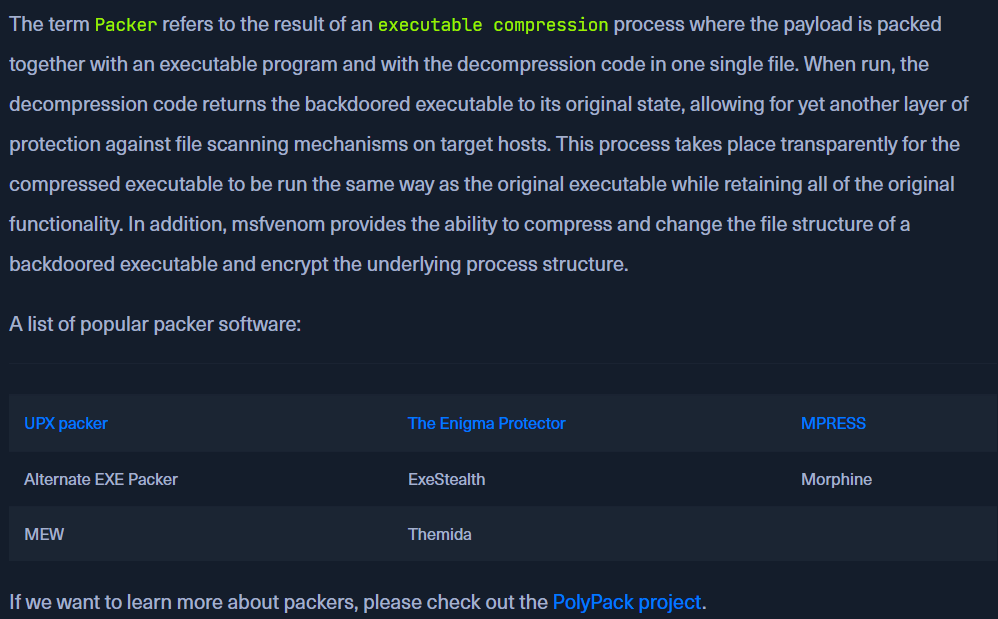 The term Packer refers to the result of an executable compression process where the payload is packed
together with an executable program and with the decompression code in one single file. When run, the
decompression code returns the backdoored executable to its original state, allowing for yet another layer of
protection against file scanning mechanisms on target hosts. This process takes place transparently for the
compressed executable to be run the same way as the original executable while retaining all of the original
functionality. In addition, msfvenom provides the ability to compress and change the file structure of a
backdoored executable and encrypt the underlying process structure.
A list of popular packer software:
UPX packer The Enigma Protector MPRESS
Alternate EXE Packer ExeStealth Morphine
MEW Themida
If we want to learn more about packers, please check out the PolyPack project.